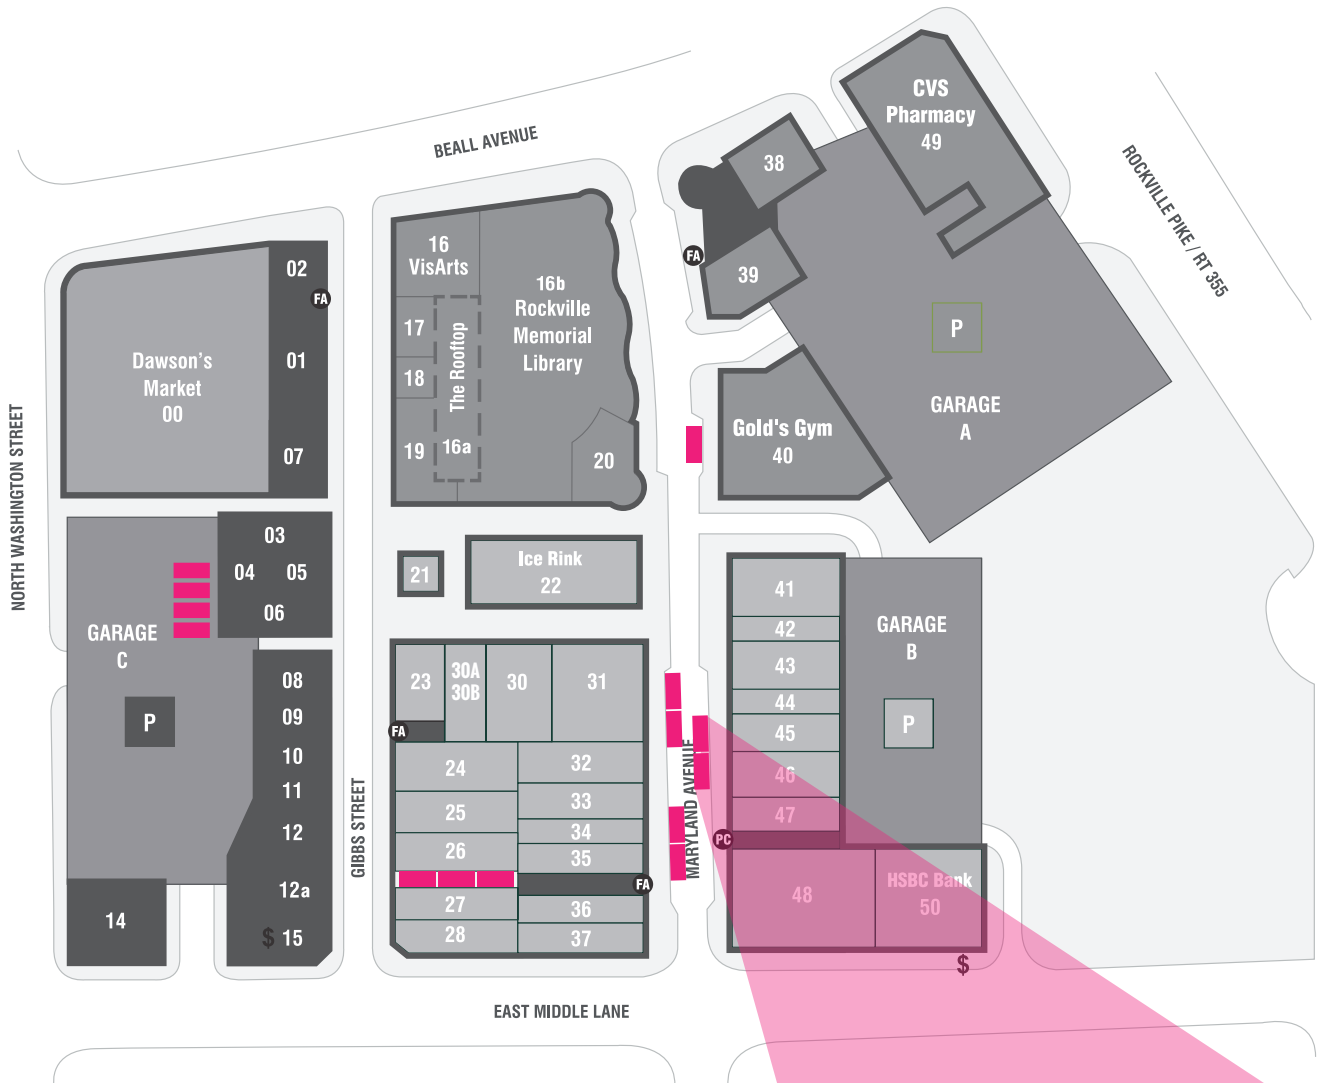 BEALL AVENUE
ROCKVILLE PIKE / RT 355
NORTH WASHINGTON STREET
GIBBS STREET
MARYLAND AVENUE
EAST MIDDLE LANE
CVS
Pharmacy
49
38
FA
39
P
GARAGE
A
Gold's Gym
40
02
FA
01
Dawson's
Market
00
07
16
VisArts
17
18
19
The Rooftop
16a
16b
Rockville
Memorial
Library
20
03
04 05
06
GARAGE
C
P
08
09
10
11
12
12a
$ 15
14
21
Ice Rink
22
23
30A
30B
30
31
FA
24
25
26
27
28
32
33
34
35
FA
36
37
41
42
43
44
45
46
47
PC
48
GARAGE
B
P
HSBC Bank
50
$